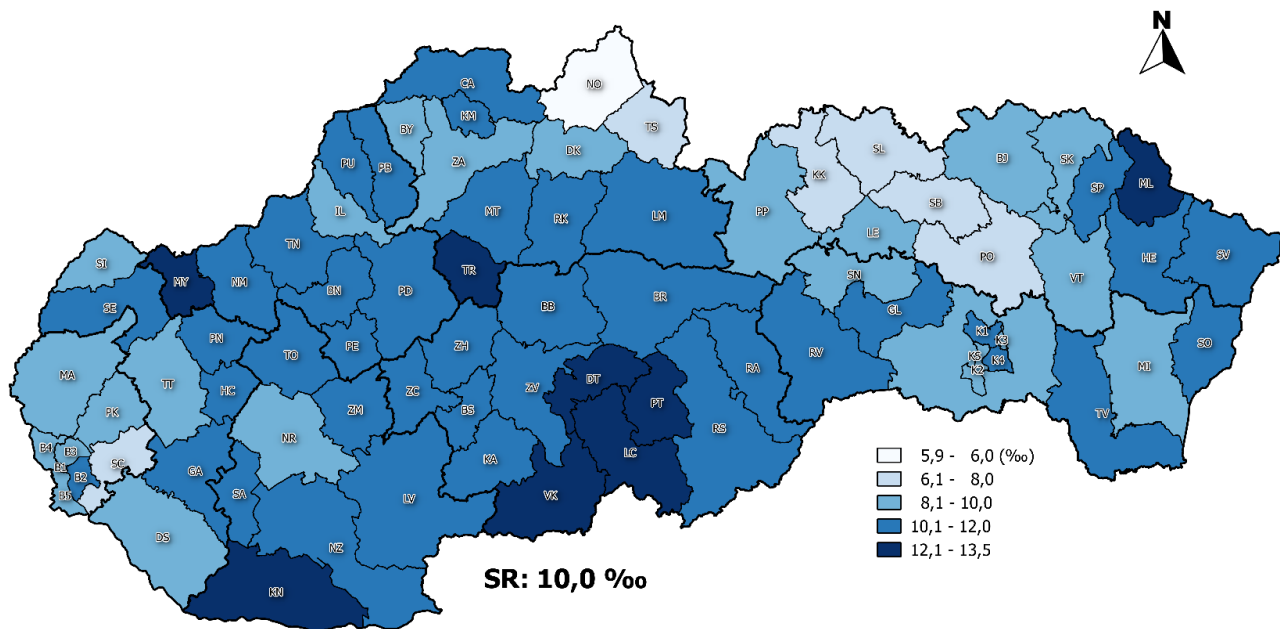 N
NO
CA
KM
TS
BY
DK
ZA
PU
PB
SL
BJ
SK
KK
SP
ML
IL
MT
RK
LM
PP
SB
LE
TN
PO
HE
SV
SI
MY
NM
TR
SN
VT
BN
PD
BB
BR
GL
SE
PN
TO
PE
ZH
K1
K3
RV
K5
K4
K2
SO
MA
TT
HC
ZC
ZV
DT
RA
MI
PK
ZM
BS
PT
NR
RS
TV
B4
B3
SC
B1
B2
GA
KA
LC
B5
SA
LV
VK
DS
NZ
KN
5,9 - 6,0 (‰)
6,1 - 8,0
8,1 - 10,0
10,1 - 12,0
12,1 - 13,5
SR: 10,0 ‰